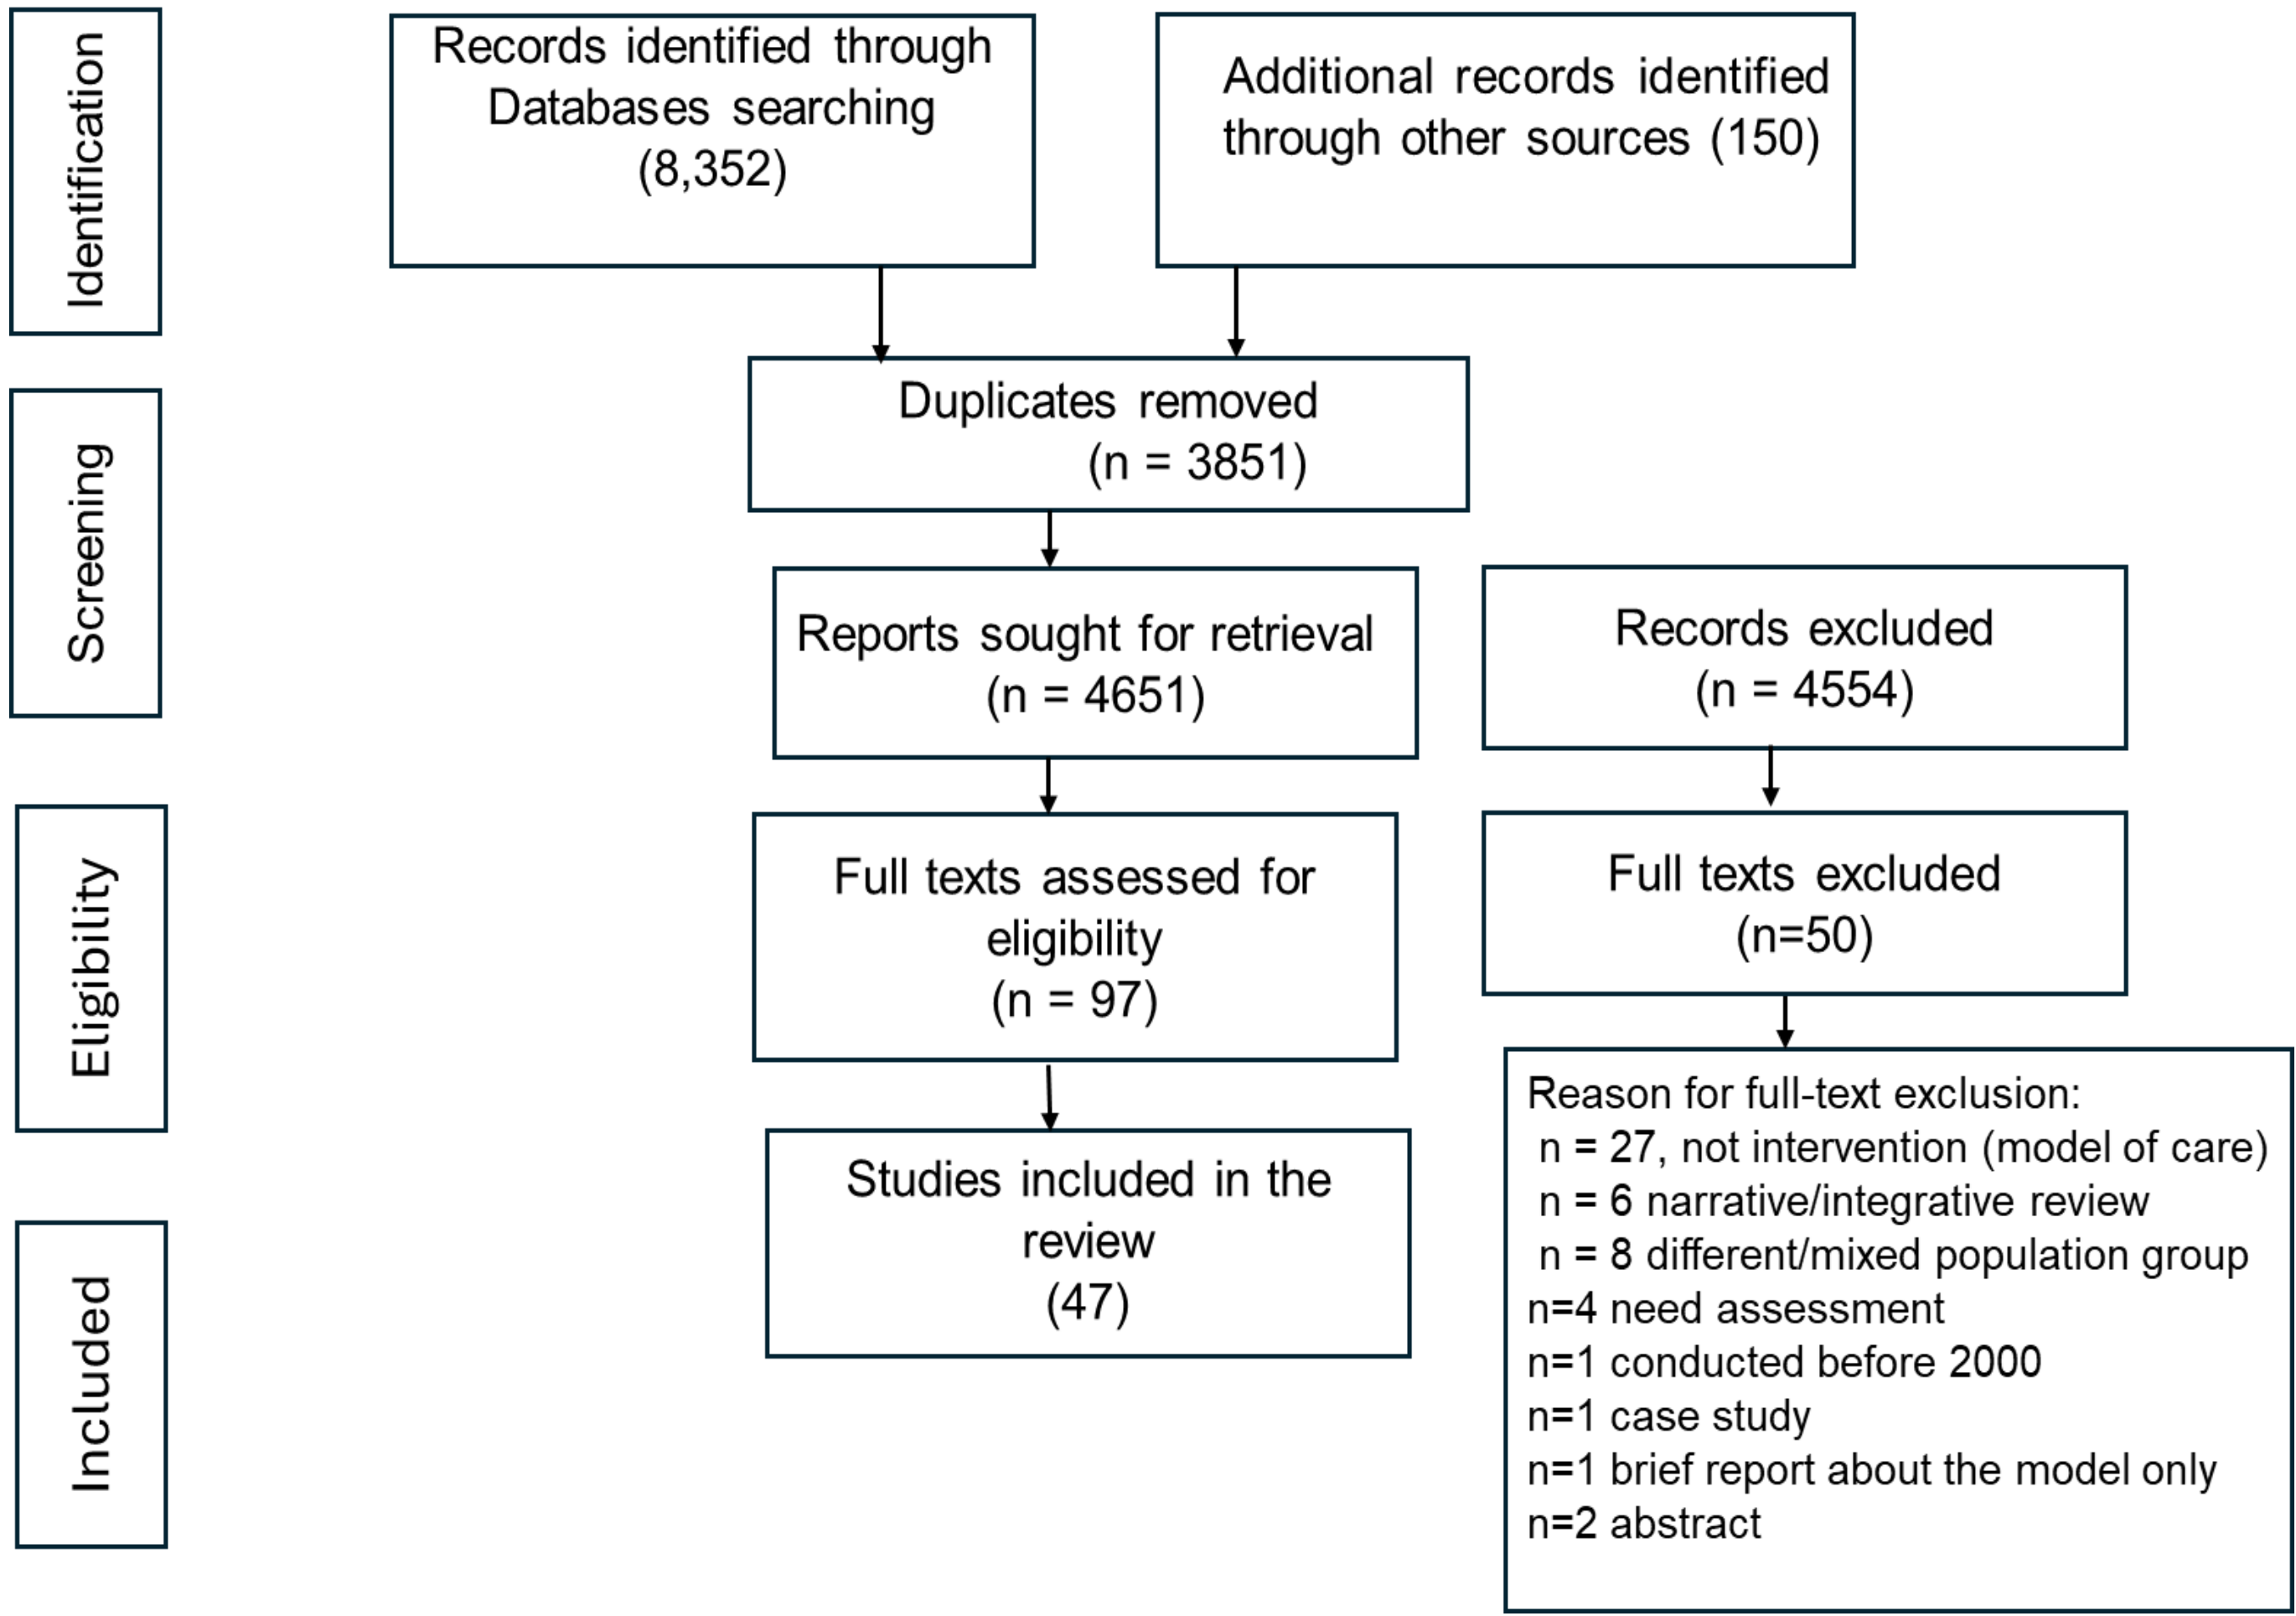 Identification
Records identified through
Databases searching
(8,352)
Additional records identified
through other sources (150)
Screening
Duplicates removed
(n = 3851)
Reports sought for retrieval
(n = 4651)
Records excluded
(n = 4554)
Eligibility
Full texts assessed for
eligibility
(n = 97)
Full texts excluded
(n=50)
Reason for full-text exclusion:
n = 27, not intervention (model of care)
n = 6 narrative/integrative review
n = 8 different/mixed population group
n=4 need assessment
n=1 conducted before 2000
n=1 case study
n=1 brief report about the model only
n=2 abstract
Included
Studies included in the
review
(47)